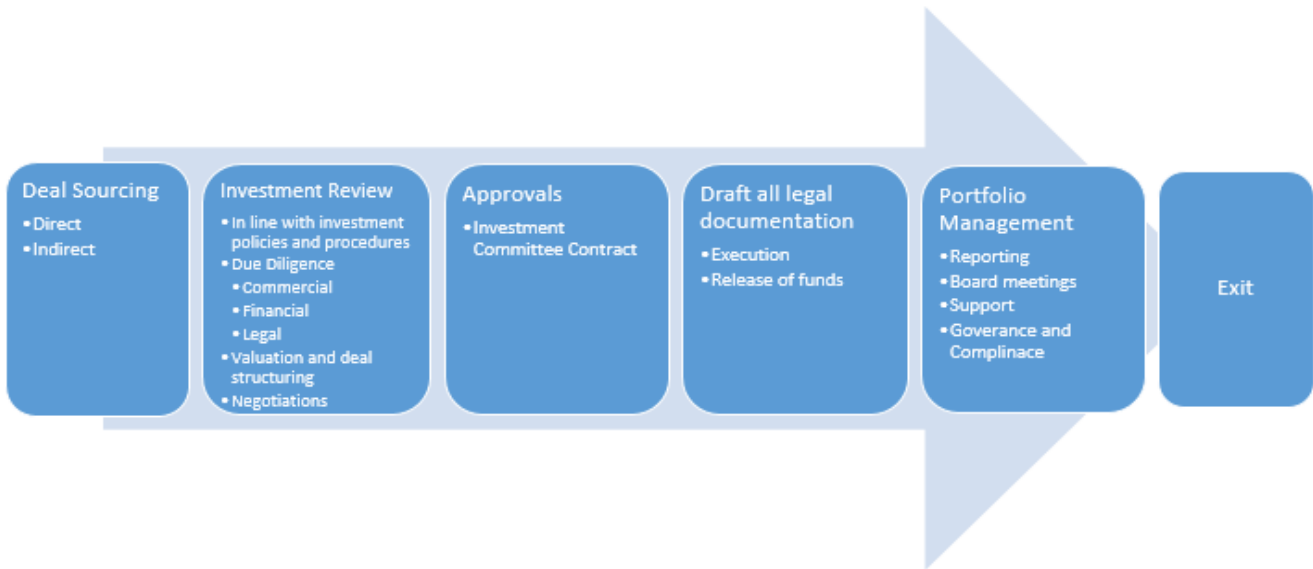 Deal Sourcing
•Direct
•Indirect
Investment Review
•In line with investment
policies and procedures
•Due Diligence
•Commercial
•Financial
•Legal
•Valuation and deal
structuring
•Negotiations
Approvals
•Investment
Committee Contract
Draft all legal
documentation
•Execution
•Release of funds
Portfolio
Management
•Reporting
•Board meetings
•Support
•Goverance and
Complinace
Exit